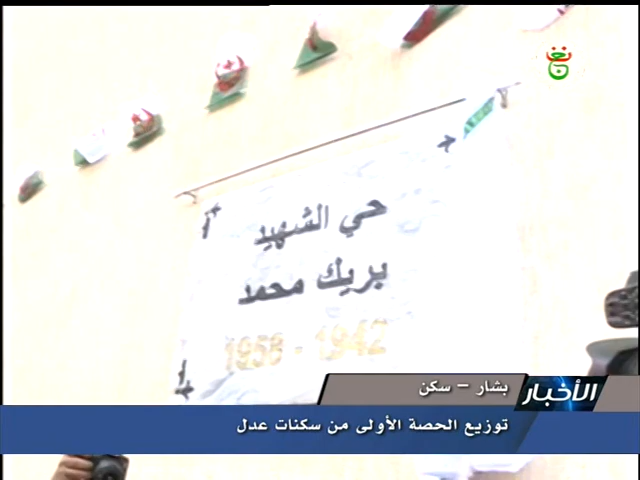 حي الشهيد
بريك محمد
1942 - 1958
بشار – سكن
الأخبار
توزيع الحصة الأولى من سكنات عدل